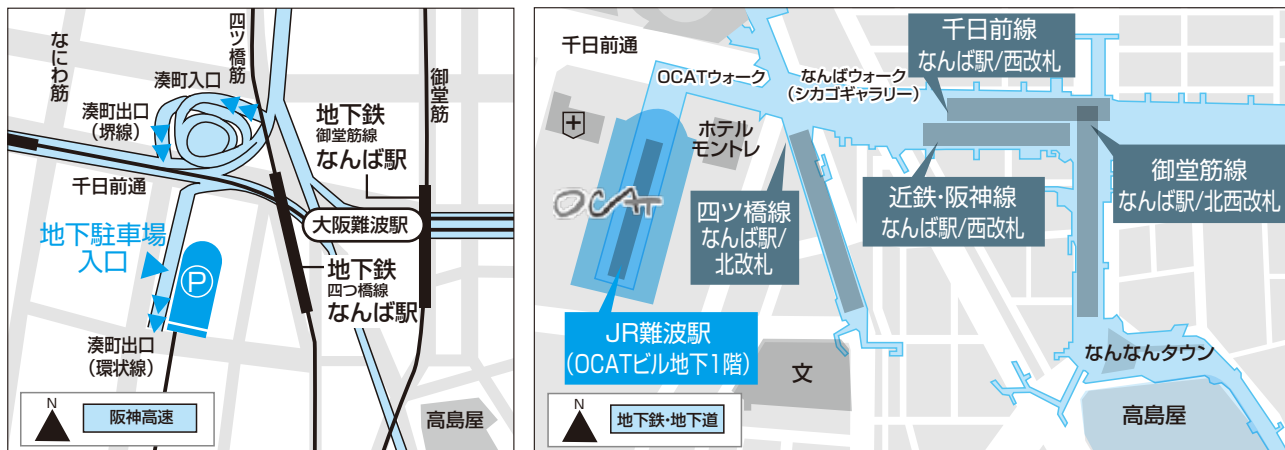 なにわ筋
四ツ橋筋
御堂筋
湊町入口
湊町出口
（堺線）
地下鉄
御堂筋線
なんば駅
千日前通
大阪難波駅
地下駐車場
入口
P
地下鉄
四つ橋線
なんば駅
湊町出口
（環状線）
N
阪神高速
高島屋
千日前通
OCATウォーク
なんばウォーク
（シカゴギャラリー）
千日前線
なんば駅/西改札
ホテル
モントレ
OCAT
四ツ橋線
なんば駅/
北改札
近鉄・阪神線
なんば駅/西改札
御堂筋線
なんば駅/北西改札
JR難波駅
（OCATビル地下1階）
文
なんなんタウン
N
地下鉄・地下道
高島屋